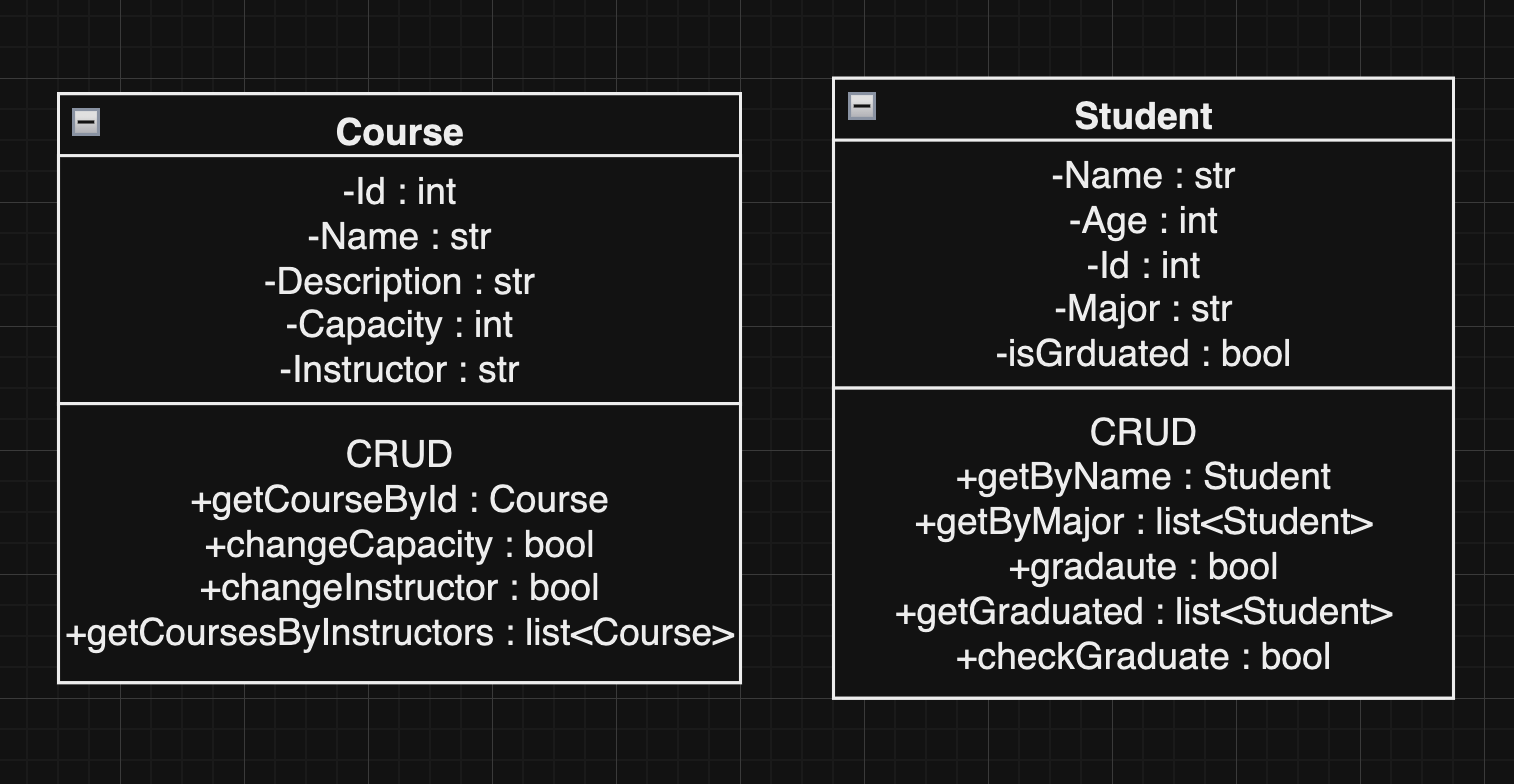 Course
-Id : int
-Name : str
-Description : str
-Capacity : int
-Instructor : str
CRUD
+getCourseById : Course
+changeCapacity : bool
+changeInstructor : bool
+getCoursesByInstructors : list<Course>
Student
-Name : str
-Age : int
-Id : int
-Major : str
-isGrduated : bool
CRUD
+getByName : Student
+getByMajor : list<Student>
+gradaute : bool
+getGraduated : list<Student>
+checkGraduate : bool